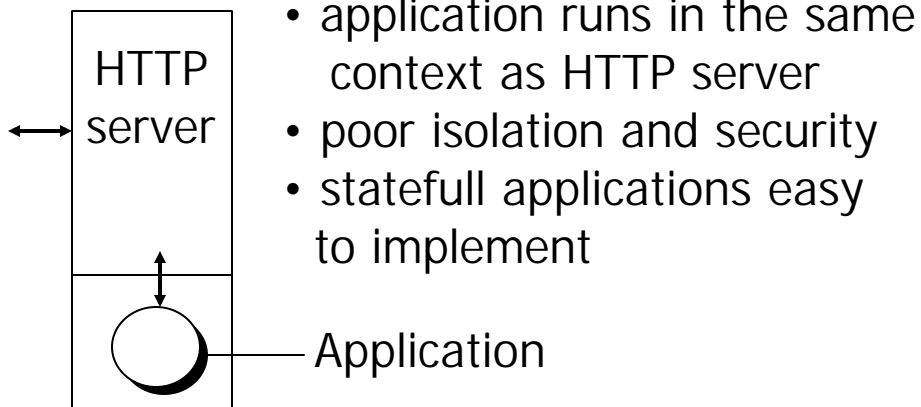 • application runs in the same
context as HTTP server
• poor isolation and security
• statefull applications easy
to implement
HTTP
server
Application